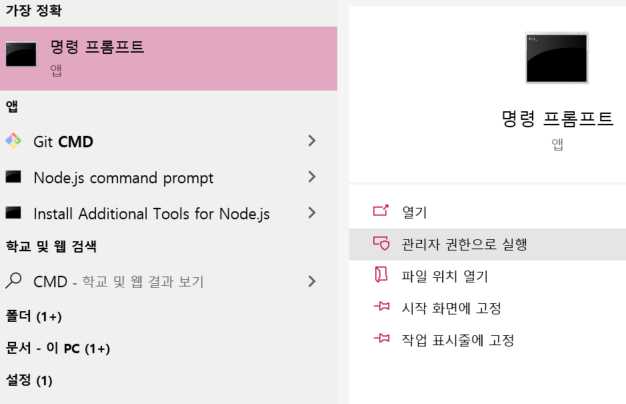 가장 정확
명령 프롬프트
앱
앱
Git CMD
Node.js command prompt
Install Additional Tools for Node.js
학교 및 웹 검색
CMD - 학교 및 웹 결과 보기
폴더 (1+)
문서 - 이 PC (1+)
설정 (1)
명령 프롬프트
앱
열기
관리자 권한으로 실행
파일 위치 열기
시작 화면에 고정
작업 표시줄에 고정